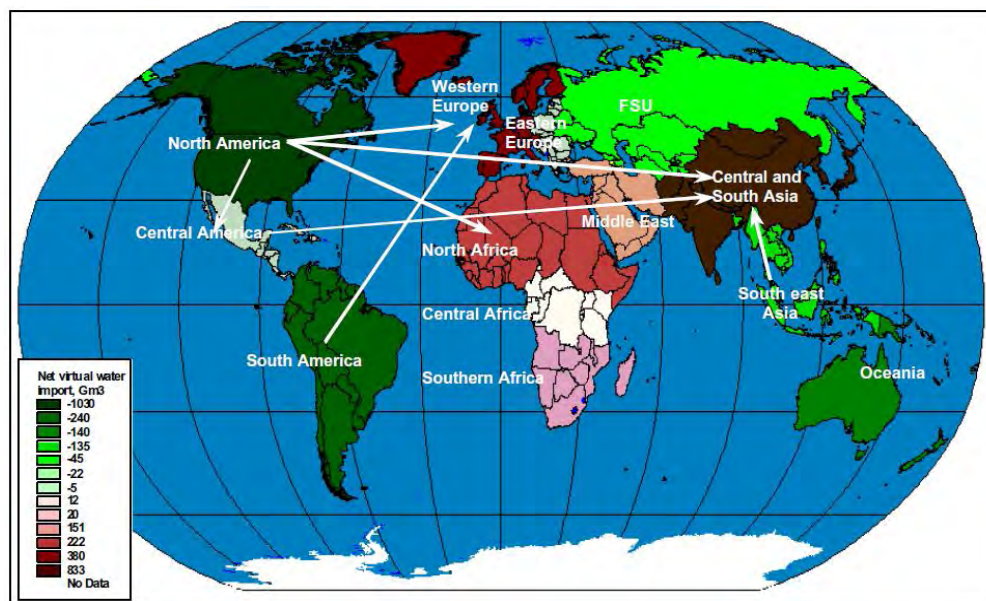 Western
Europe
FSU
North America
Eastern
Europe
Central and
South Asia
Central America
Middle East
North Africa
South east
Asia
Central Africa
South America
Southern Africa
Oceania
Net virtual water
import, Gm3
-1030
-240
-140
-135
-45
-22
-5
12
20
151
222
380
833
No Data